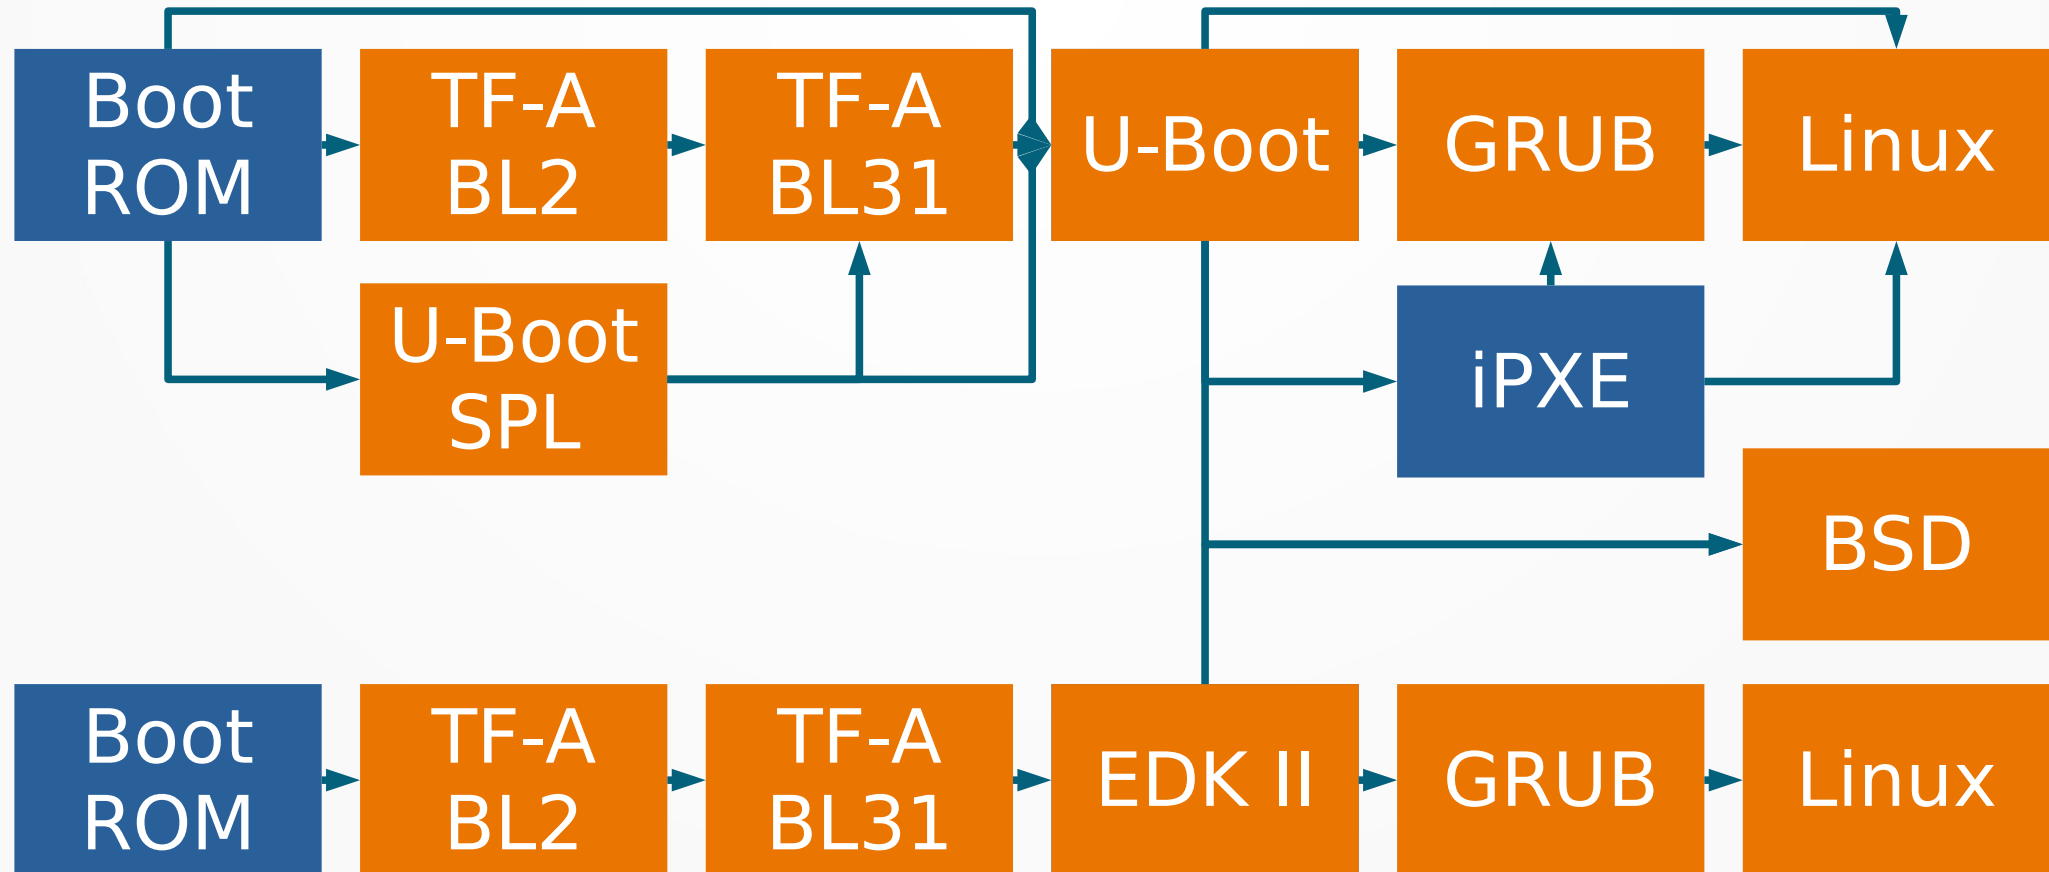 Boot
ROM
TF-A
BL2
TF-A
BL31
U-Boot
GRUB
Linux
U-Boot
SPL
iPXE
BSD
Boot
ROM
TF-A
BL2
TF-A
BL31
EDK II
GRUB
Linux